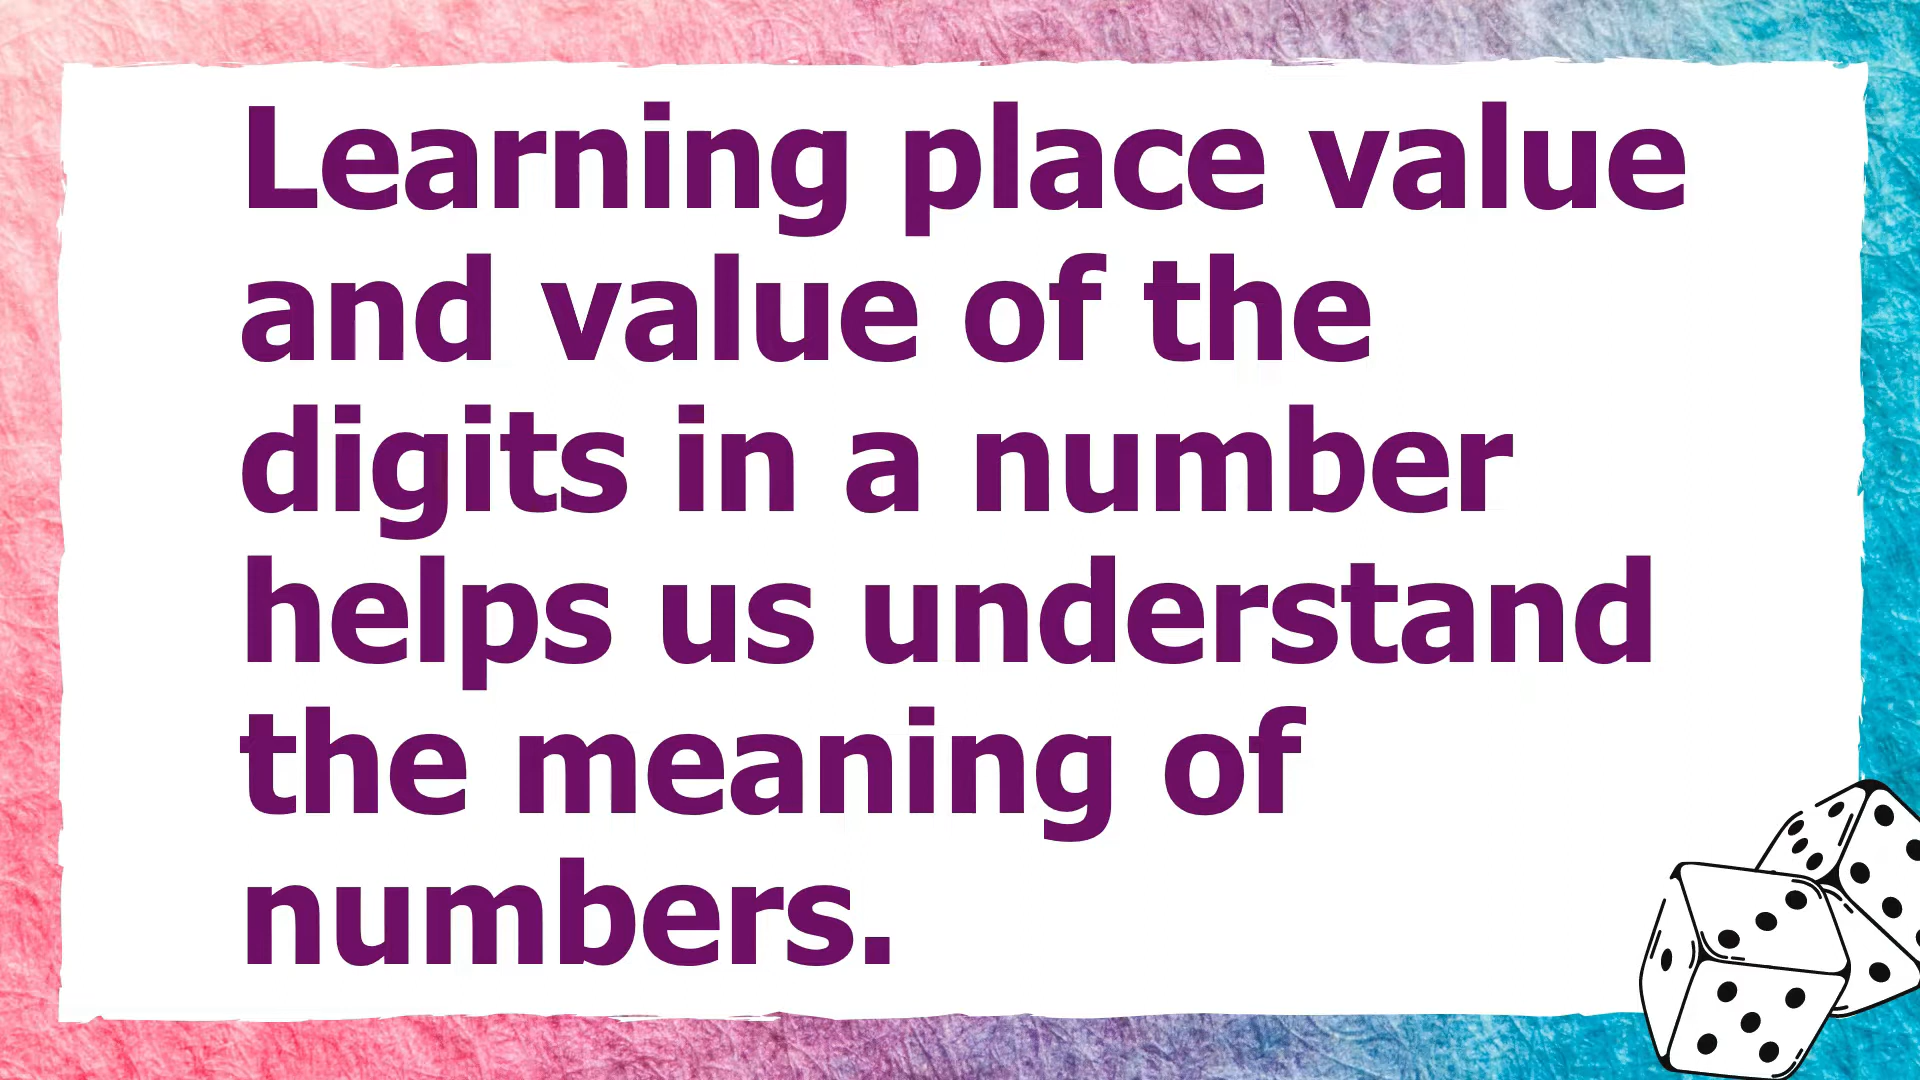 Learning place value
and value of the
digits in a number
helps us understand
the meaning of
numbers.